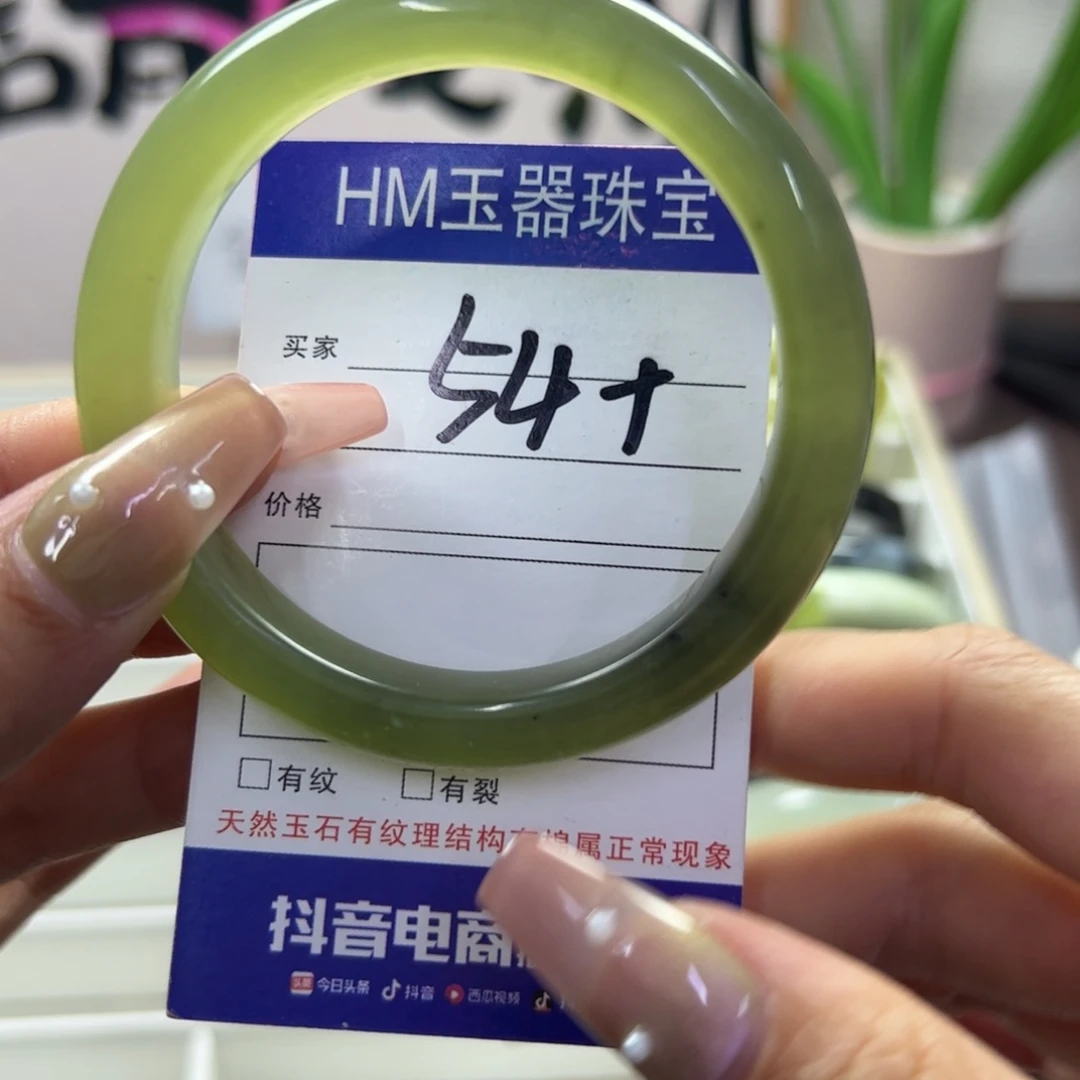 HM玉器珠宝
买家 54+
价格
有纹 有裂
天然玉石有纹理结构 棉属正常现象
抖音电商
今日头条 抖音 西瓜视频